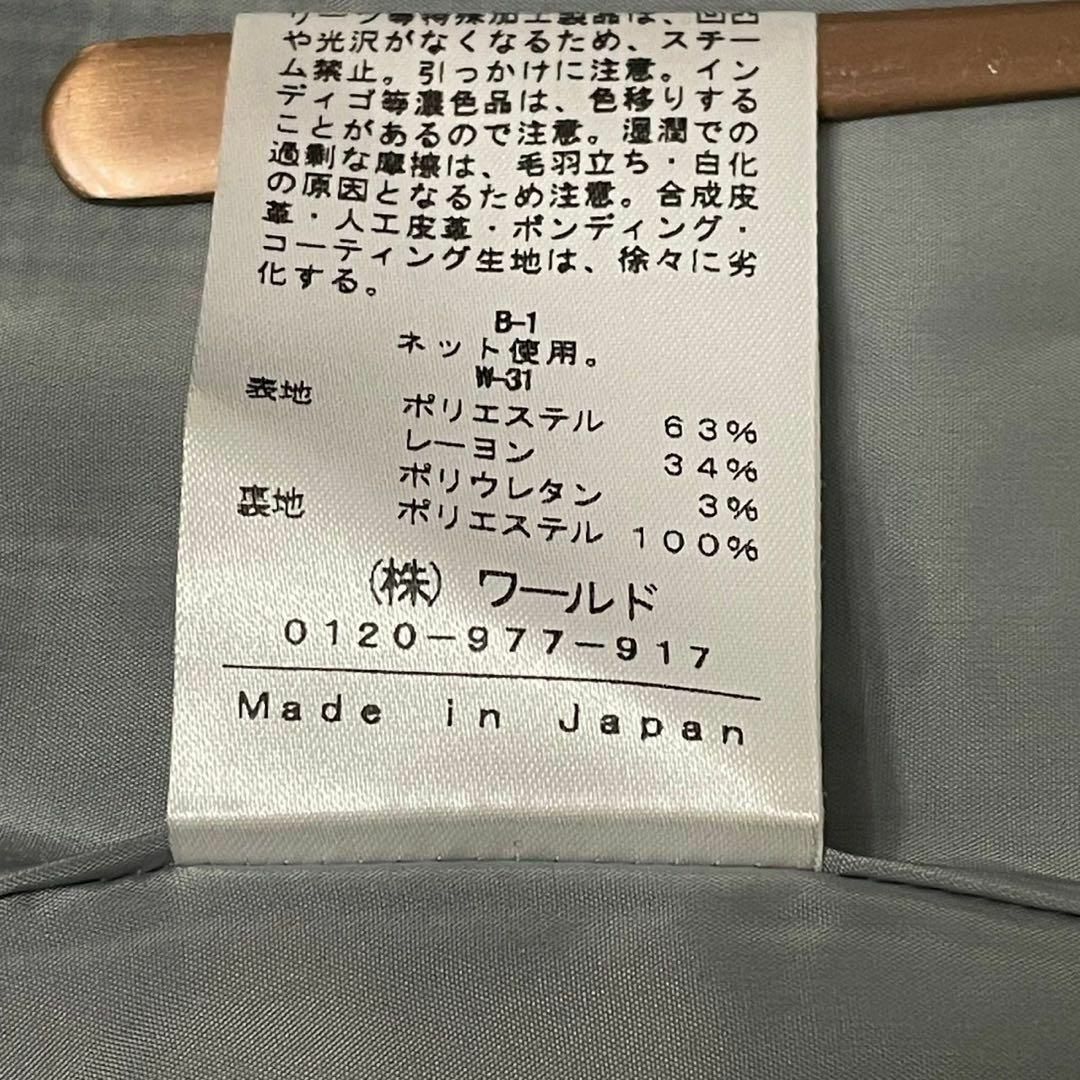 加工製品は、凹凸
や光沢がなくなるため、スチー
ム禁止。引っかけに注意。イン
ディゴ等濃色品は、色移りする
ことがあるので注意。湿潤での
過剰な摩擦は、毛羽立ち・白化
の原因となるため注意。合成皮
革・人工皮革・ボンディング・
コーティング生地は、徐々に劣
化する。
B-1
ネット使用。
W-31
表地 ポリエステル 63%
レーヨン 34%
ポリウレタン 3%
裏地 ポリエステル 100%
(株) ワールド
0120-977-917
Made in Japan